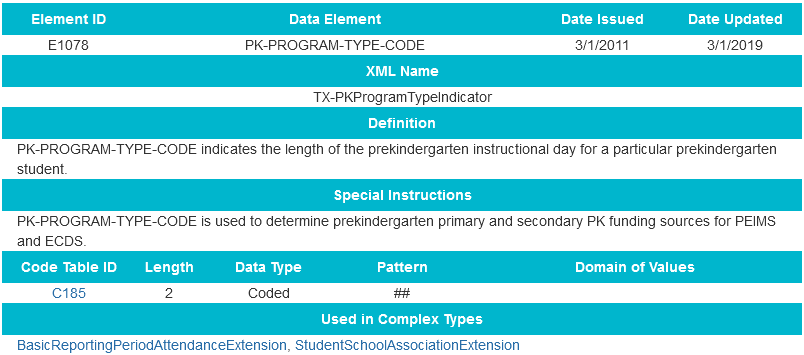 Element ID Data Element Date Issued Date Updated
E1078 PK-PROGRAM-TYPE-CODE 3/1/2011 3/1/2019
XML Name
TX-PKProgramTypeIndicator
Definition
PK-PROGRAM-TYPE-CODE indicates the length of the prekindergarten instructional day for a particular prekindergarten
student.
Special Instructions
PK-PROGRAM-TYPE-CODE is used to determine prekindergarten primary and secondary PK funding sources for PEIMS
and ECDS.
Code Table ID Length Data Type Pattern Domain of Values
C185 2 Coded ##
Used in Complex Types
BasicReportingPeriodAttendanceExtension, StudentSchoolAssociationExtension